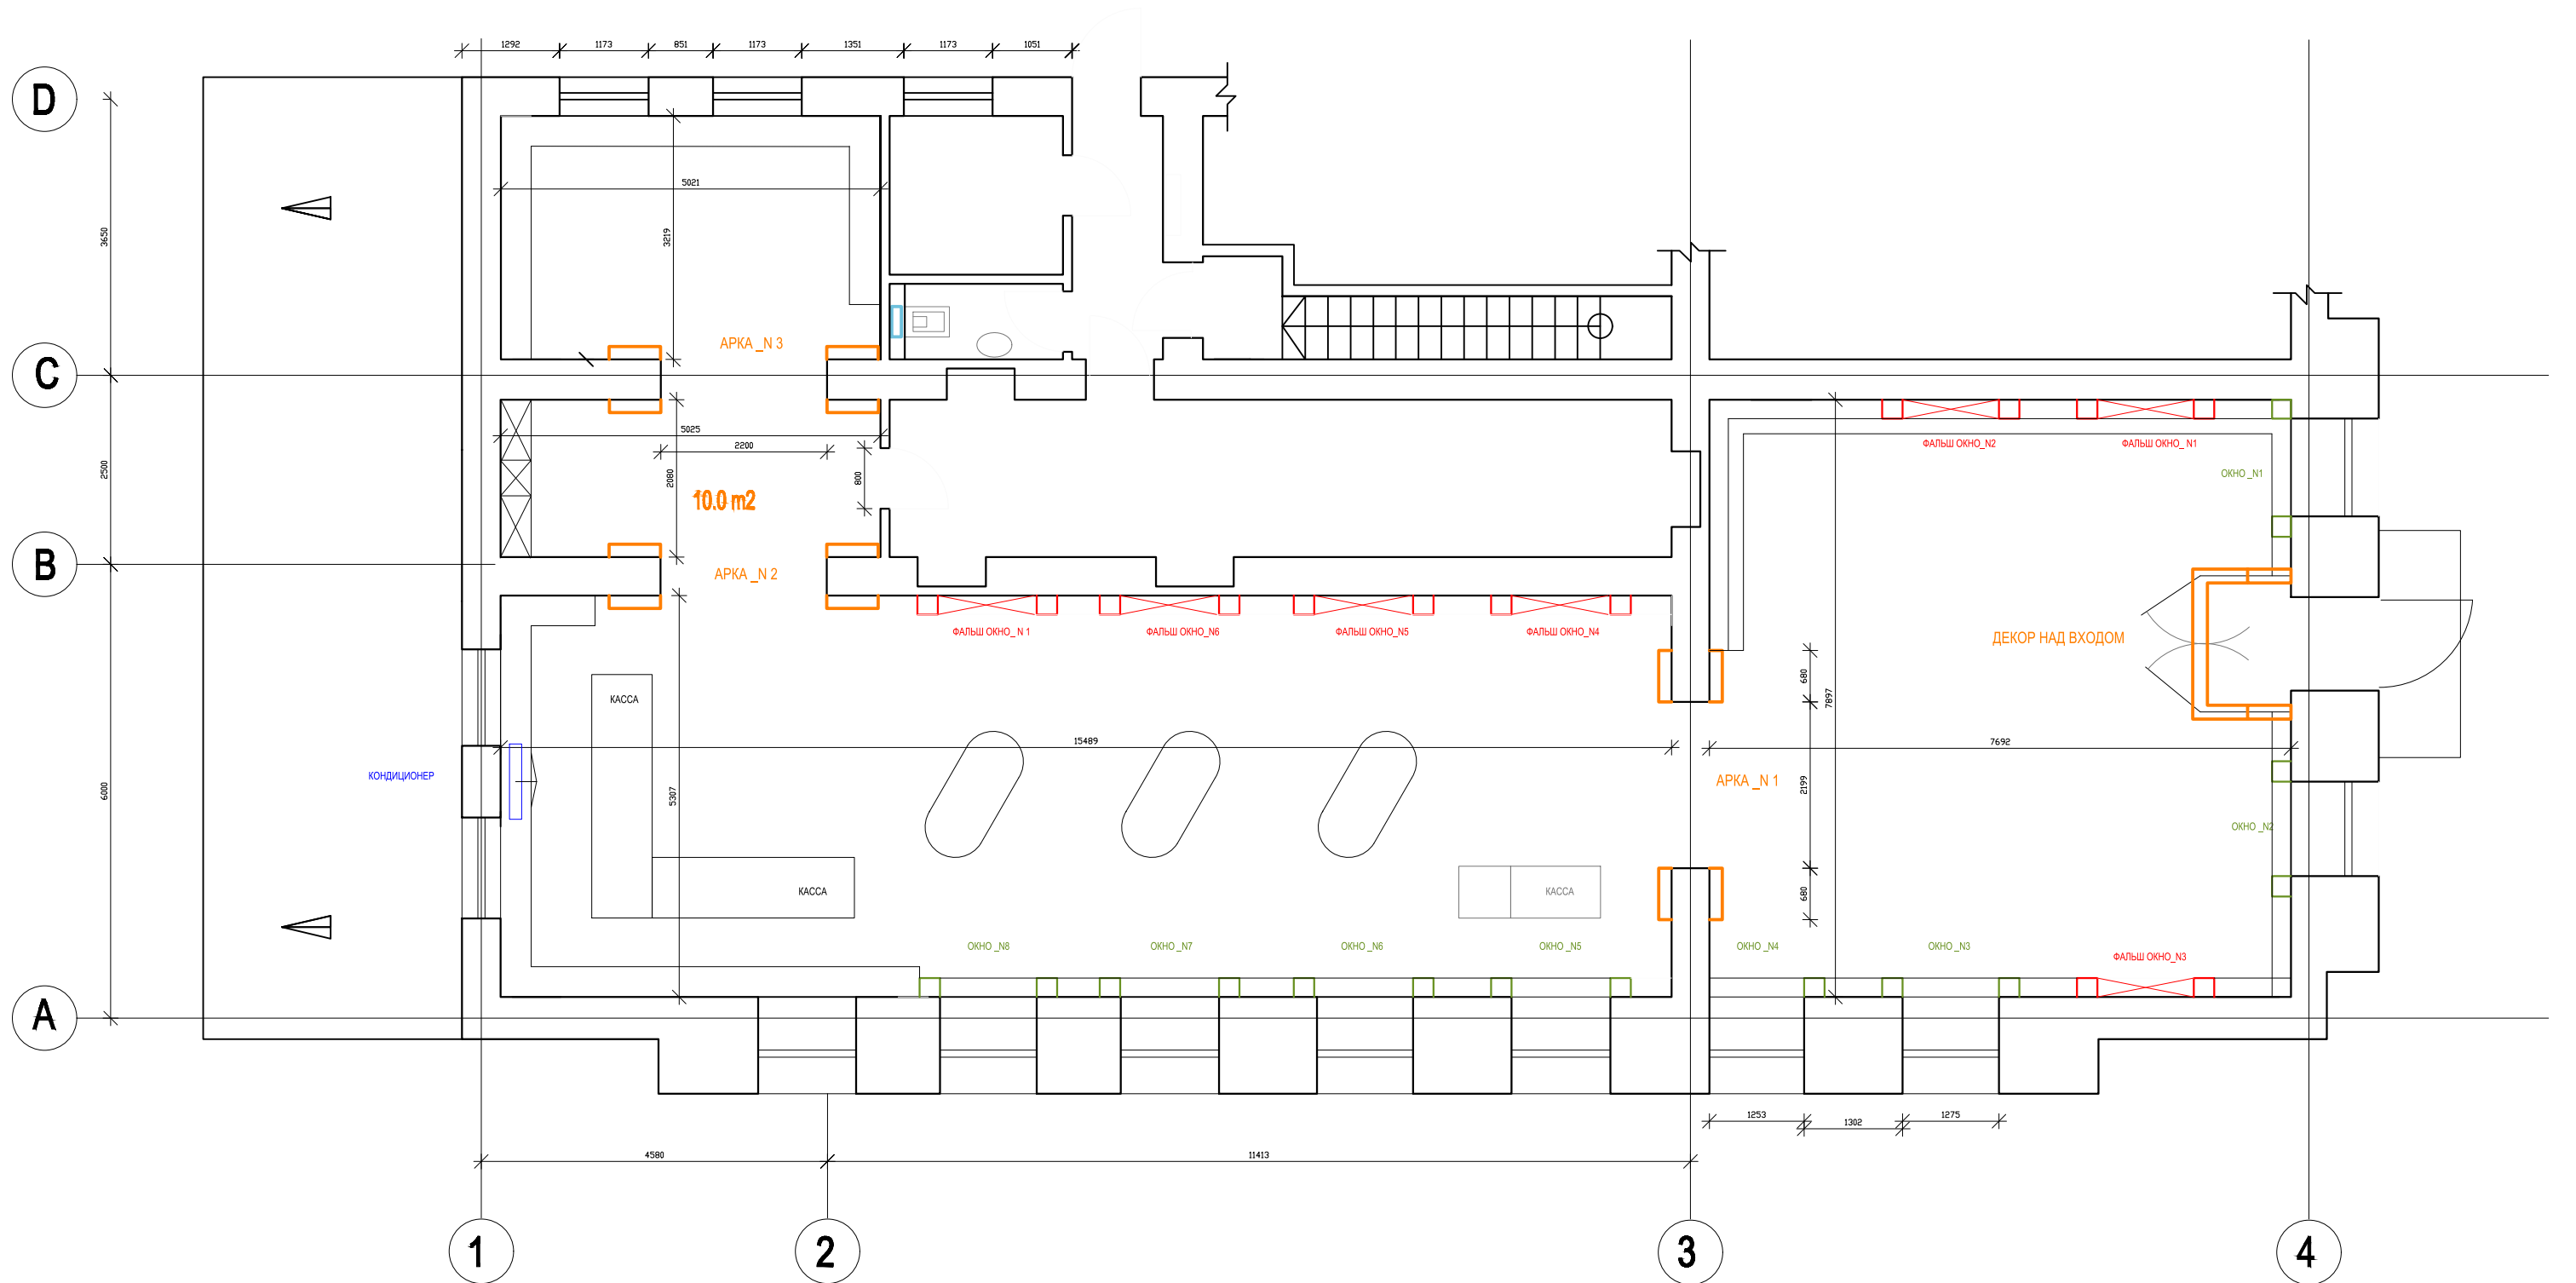 1292 1173 851 1173 1351 1173 1051
D
5021
3650
3219
АРКА _N 3
C
5025
2200
ФАЛЬШ ОКНО_N2 ФАЛЬШ ОКНО_N1
2500
2080
800
ОКНО _N1
10.0 m2
B
АРКА _N 2
ФАЛЬШ ОКНО_ N 1 ФАЛЬШ ОКНО_N6 ФАЛЬШ ОКНО_N5 ФАЛЬШ ОКНО_N4
ДЕКОР НАД ВХОДОМ
680
7897
КАССА
15489
7692
КОНДИЦИОНЕР
АРКА _N 1
6000
5307
2199
ОКНО _N2
КАССА
КАССА
680
ОКНО _N8 ОКНО _N7 ОКНО _N6 ОКНО _N5 ОКНО _N4 ОКНО _N3
ФАЛЬШ ОКНО_N3
A
1253 1302 1275
4580 11413
1 2 3 4